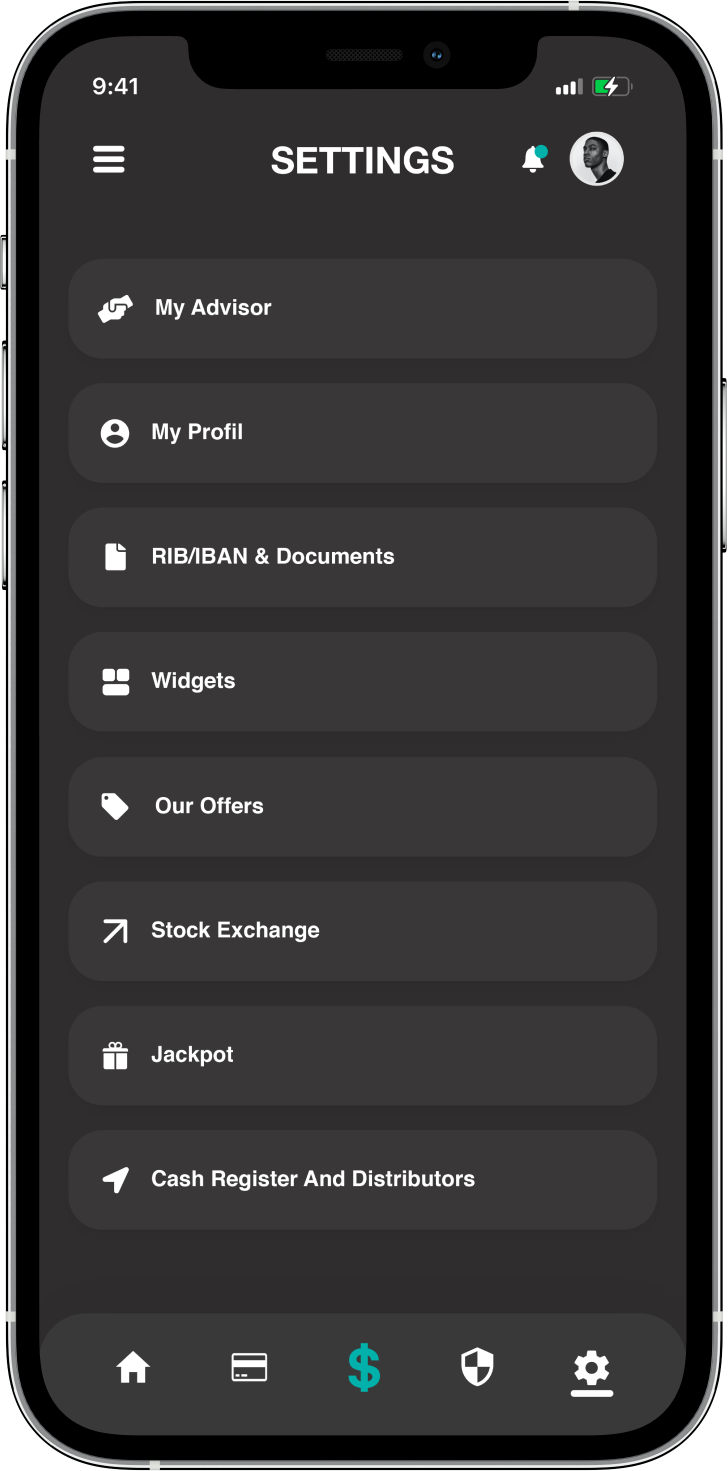 9:41
SETTINGS
My Advisor
My Profil
RIB/IBAN & Documents
Widgets
Our Offers
Stock Exchange
Jackpot
Cash Register And Distributors
$